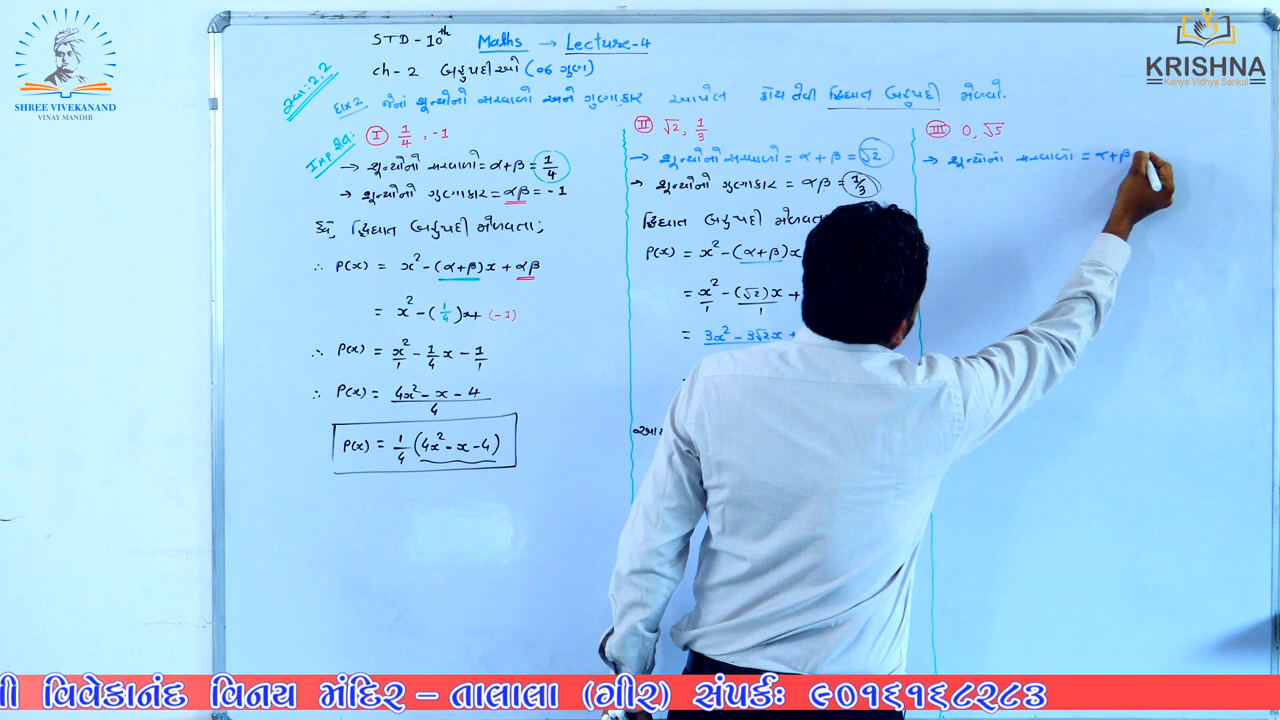 SHREE VIVEKANAND
VINAY MANDIR
KRISHNA
Kanya Vidhya Sankul
STD - 10th Maths → Lecture-4
ch-2 બહુપદીઓ (06 ગુણ)
સ્વા: 2.2
દાખલ 2. જેનાં શૂન્યોનો સરવાળો અને ગુણાકાર આપેલ હોય તેવી દ્વિઘાત બહુપદી મેળવો.
Imp પ્રશ્ન:
I 1/4, -1
→ શૂન્યોનો સરવાળો = α+β = 1/4
→ શૂન્યોનો ગુણાકાર = αβ = -1
હવે, દ્વિઘાત બહુપદી મેળવતા;
∴ P(x) = x² - (α+β)x + αβ
= x² - (1/4)x + (-1)
∴ P(x) = x²/1 - 1/4 x - 1/1
∴ P(x) = 4x² - x - 4 / 4
P(x) = 1/4 (4x² - x - 4)
II √2, 1/3
→ શૂન્યોનો સરવાળો = α + β = √2
→ શૂન્યોનો ગુણાકાર = αβ = 1/3
દ્વિઘાત બહુપદી મેળવતા
P(x) = x² - (α+β)x
= x²/1 - (√2)x/1 +
= 3x² - 3√2x +
III 0, √5
→ શૂન્યોનો સરવાળો = α+β
વિવેકાનંદ વિનય મંદિર – તાલાલા (ગીર) સંપર્કઃ ૯૦૧૬૧૬૮૨૮૩